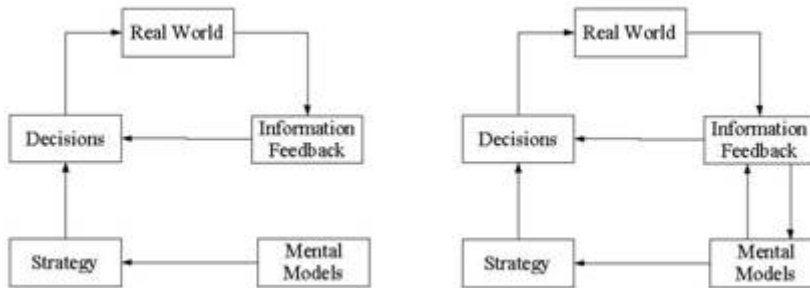 Real World
Decisions
Information
Feedback
Strategy
Mental
Models
Real World
Decisions
Information
Feedback
Strategy
Mental
Models